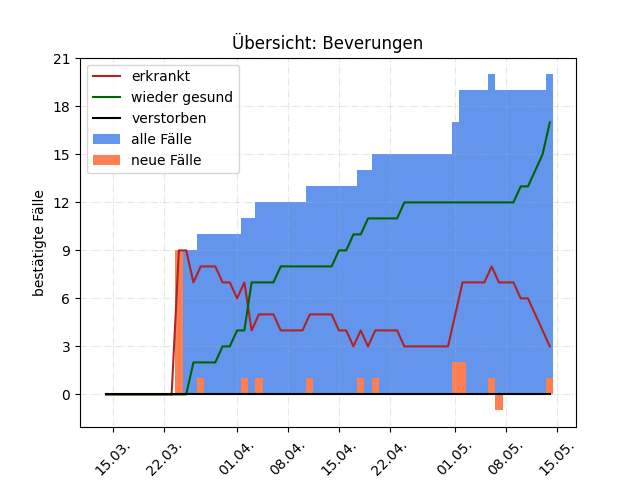 Übersicht: Beverungen
erkrankt
wieder gesund
verstorben
alle Fälle
neue Fälle
bestätigte Fälle
21
18
15
12
9
6
3
0
15.03.
22.03.
01.04.
08.04.
15.04.
22.04.
01.05.
08.05.
15.05.